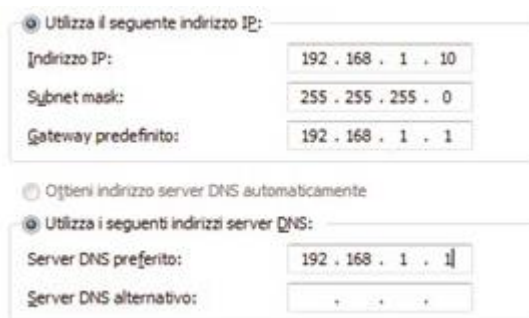 Utilizza il seguente indirizzo IP:
Indirizzo IP: 192 . 168 . 1 . 10
Subnet mask: 255 . 255 . 255 . 0
Gateway predefinito: 192 . 168 . 1 . 1
Ottieni indirizzo server DNS automaticamente
Utilizza i seguenti indirizzi server DNS:
Server DNS preferito: 192 . 168 . 1 . 1
Server DNS alternativo: . . .